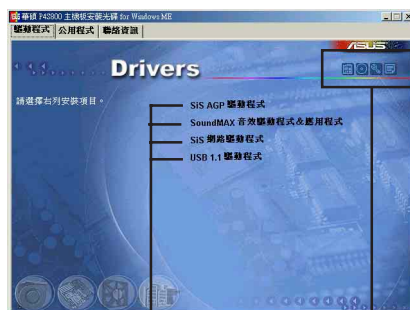 華碩 P4S800 主機板安裝光碟 for Windows ME
驅動程式 公用程式 聯絡資訊
ASUS
Drivers
請選擇右列安裝項目。
SiS AGP 驅動程式
SoundMAX 音效驅動程式&應用程式
SiS 網路驅動程式
USB 1.1 驅動程式